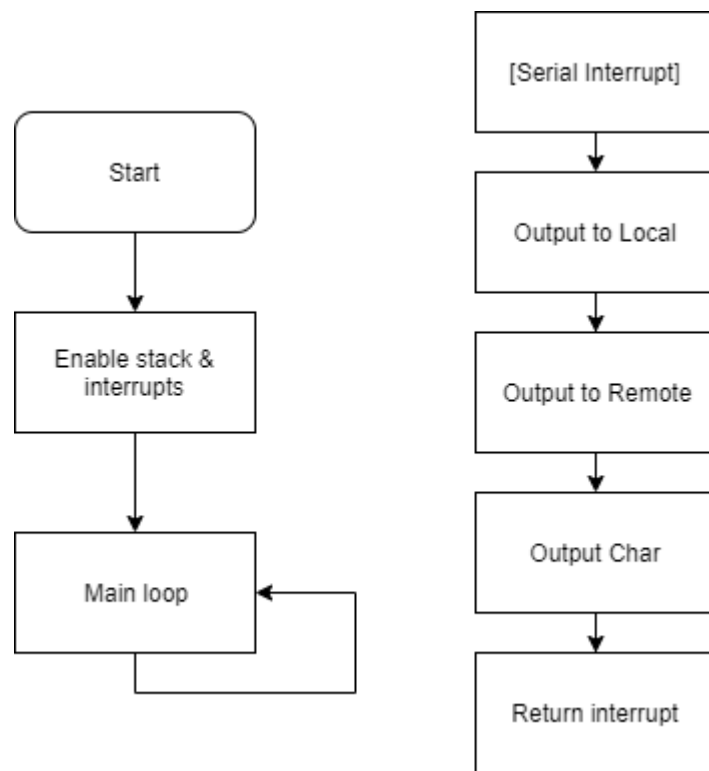 Start
Enable stack &
interrupts
Main loop
[Serial Interrupt]
Output to Local
Output to Remote
Output Char
Return interrupt